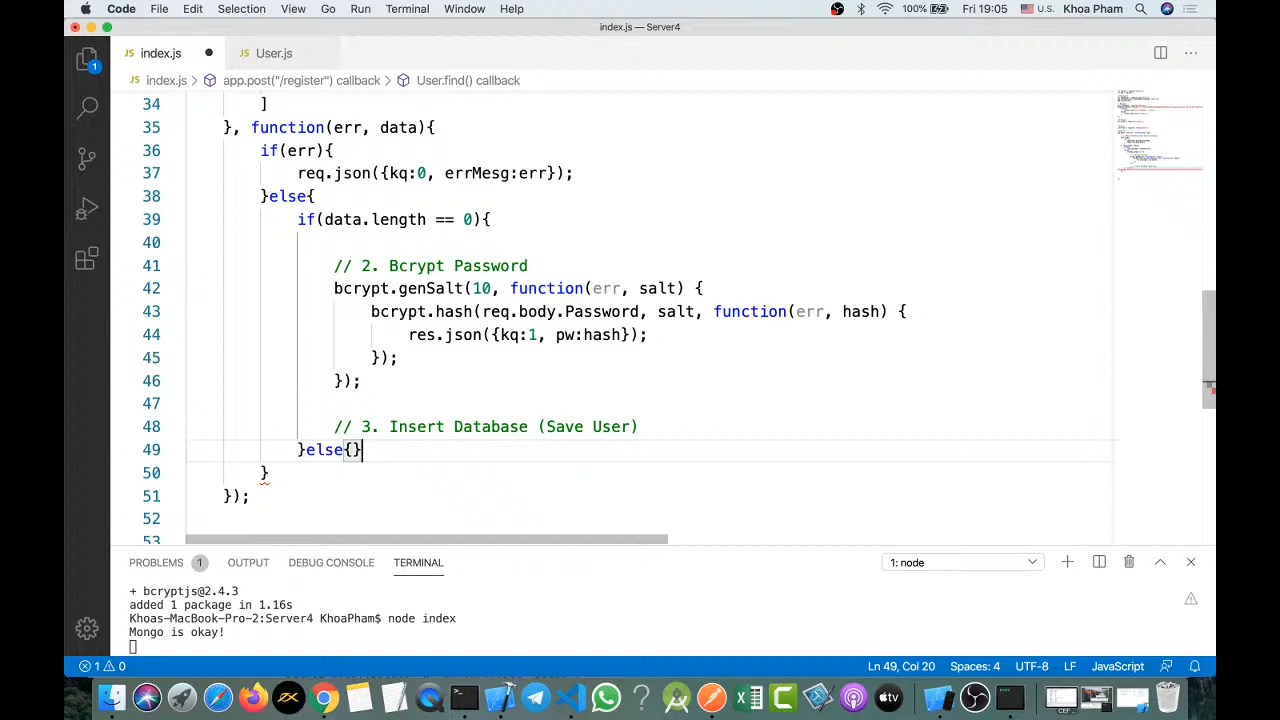 Code File Edit Selection View Go Run Terminal Window Help 100% Fri 19:05 U.S. Khoa Pham
index.js — Server4
JS index.js JS User.js
1
JS index.js > app.post("/register") callback > User.find() callback
34 ]
35 }, function(err, data){
36 if(err){
37 req.json({kq:0, errMesg:err});
38 }else{
39 if(data.length == 0){
40
41 // 2. Bcrypt Password
42 bcrypt.genSalt(10, function(err, salt) {
43 bcrypt.hash(req.body.Password, salt, function(err, hash) {
44 res.json({kq:1, pw:hash});
45 });
46 });
47
48 // 3. Insert Database (Save User)
49 }else{}
50 }
51 });
52
53
PROBLEMS 1 OUTPUT DEBUG CONSOLE TERMINAL 1: node
+ bcryptjs@2.4.3
added 1 package in 1.16s
Khoas-MacBook-Pro-2:Server4 KhoaPham$ node index
Mongo is okay!
1 0 Ln 49, Col 20 Spaces: 4 UTF-8 LF JavaScript
tv